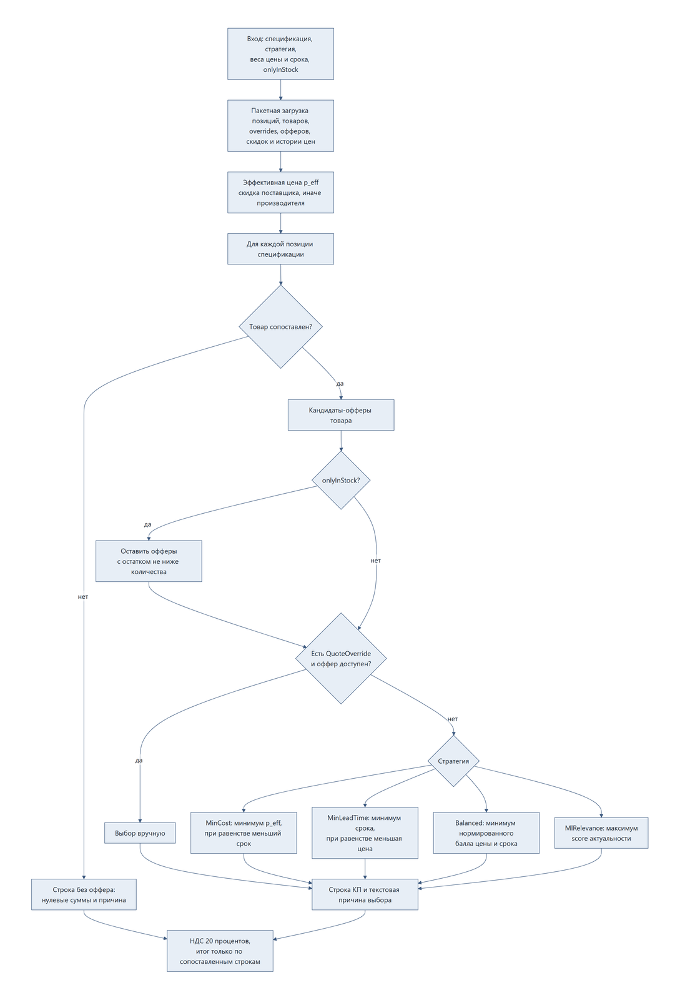 Вход: спецификация,
стратегия,
веса цены и срока,
onlyInStock
Пакетная загрузка
позиций, товаров,
overrides, офферов,
скидок и истории цен
Эффективная цена p_eff
скидка поставщика, иначе
производителя
Для каждой позиции
спецификации
Товар сопоставлен?
да
Кандидаты-офферы
товара
onlyInStock?
да
Оставить офферы
с остатком не ниже
количества
нет
нет
Есть QuoteOverride
и оффер доступен?
нет
да
Стратегия
Выбор вручную
MinCost: минимум p_eff,
при равенстве меньший
срок
MinLeadTime: минимум
срока,
при равенстве меньшая
цена
Balanced: минимум
нормированного
балла цены и срока
MlRelevance: максимум
score актуальности
Строка без оффера:
нулевые суммы и причина
Строка КП и текстовая
причина выбора
НДС 20 процентов,
итог только по
сопоставленным строкам